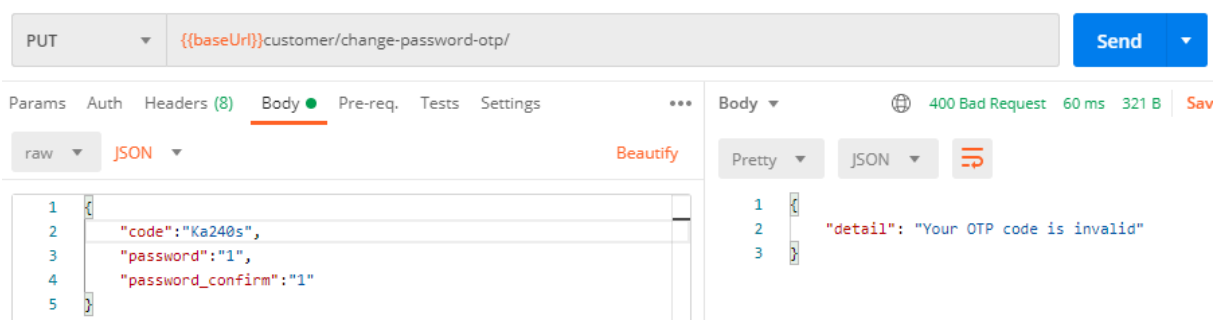 PUT {{baseUrl}}customer/change-password-otp/ Send
Params Auth Headers (8) Body Pre-req. Tests Settings
raw JSON Beautify
1 {
2 "code":"Ka240s",
3 "password":"1",
4 "password_confirm":"1"
5 }
Body 400 Bad Request 60 ms 321 B Sav
Pretty JSON
1 {
2 "detail": "Your OTP code is invalid"
3 }